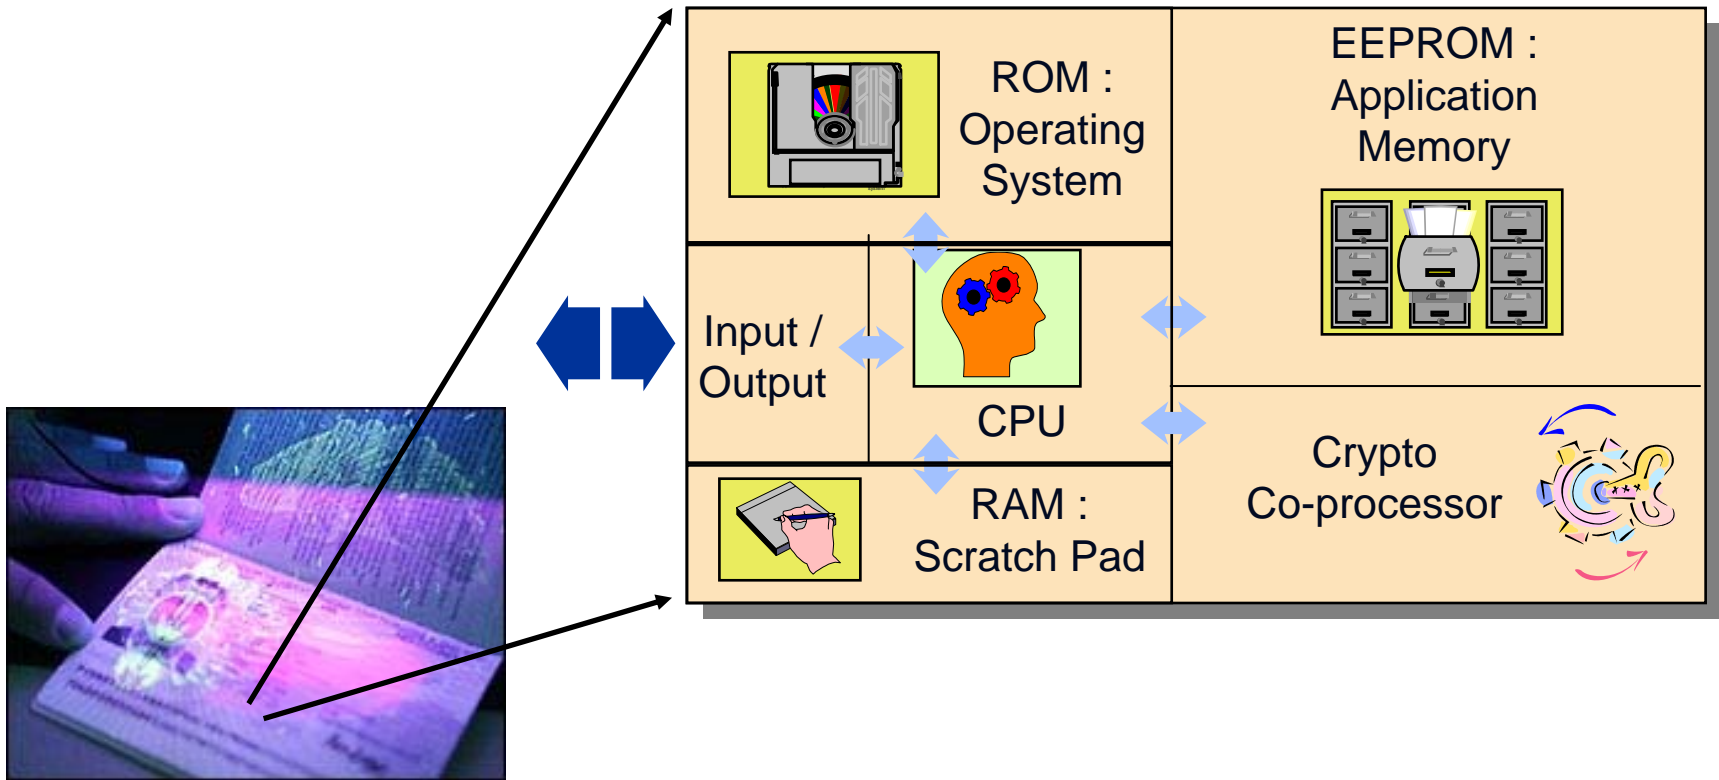 ROM :
Operating
System
EEPROM :
Application
Memory
Input /
Output
CPU
RAM :
Scratch Pad
Crypto
Co-processor